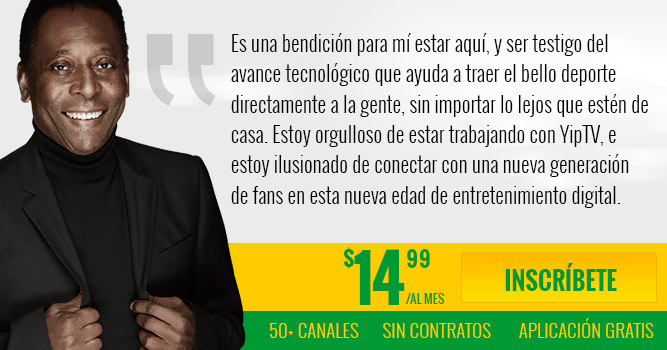 Es una bendición para mí estar aquí, y ser testigo del
avance tecnológico que ayuda a traer el bello deporte
directamente a la gente, sin importar lo lejos que estén de
casa. Estoy orgulloso de estar trabajando con YipTV, e
estoy ilusionado de conectar con una nueva generación
de fans en esta nueva edad de entretenimiento digital.
$14.99/AL MES
INSCRÍBETE
50+ CANALES SIN CONTRATOS APLICACIÓN GRATIS